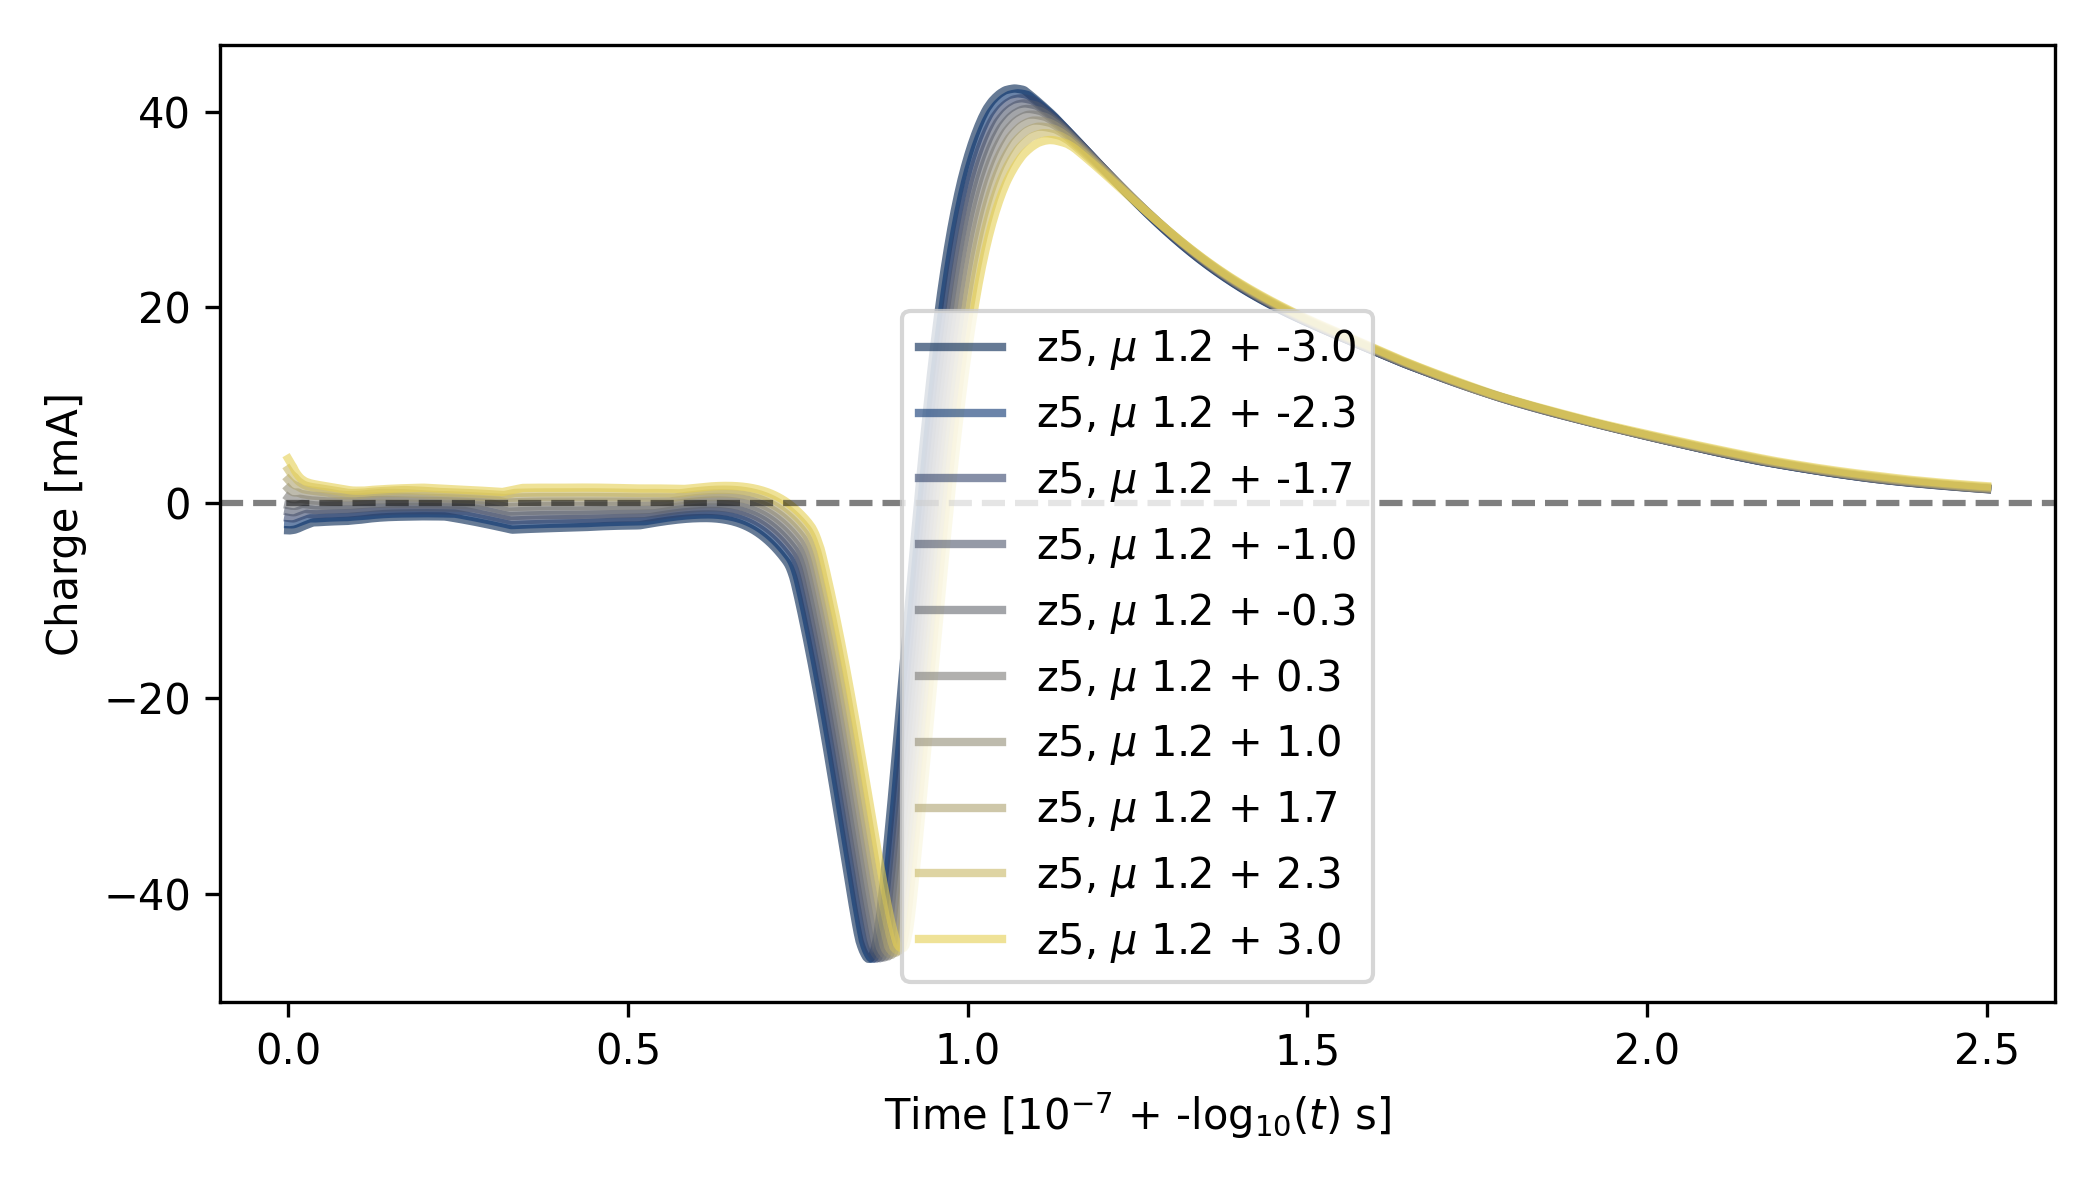 40
20
0
−20
−40
Charge [mA]
z5, μ 1.2 + -3.0
z5, μ 1.2 + -2.3
z5, μ 1.2 + -1.7
z5, μ 1.2 + -1.0
z5, μ 1.2 + -0.3
z5, μ 1.2 + 0.3
z5, μ 1.2 + 1.0
z5, μ 1.2 + 1.7
z5, μ 1.2 + 2.3
z5, μ 1.2 + 3.0
0.0 0.5 1.0 1.5 2.0 2.5
Time [10⁻⁷ + -log₁₀(t) s]